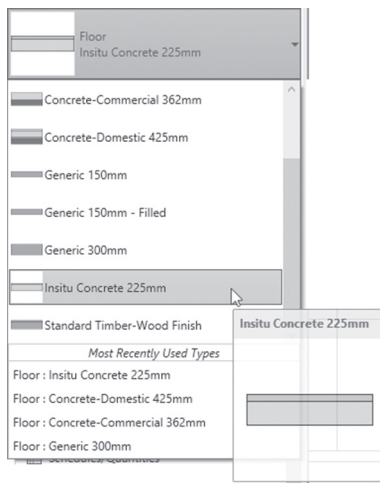 Floor
Insitu Concrete 225mm
Concrete-Commercial 362mm
Concrete-Domestic 425mm
Generic 150mm
Generic 150mm - Filled
Generic 300mm
Insitu Concrete 225mm
Standard Timber-Wood Finish
Insitu Concrete 225mm
Most Recently Used Types
Floor : Insitu Concrete 225mm
Floor : Concrete-Domestic 425mm
Floor : Concrete-Commercial 362mm
Floor : Generic 300mm
Schedules/Quantities